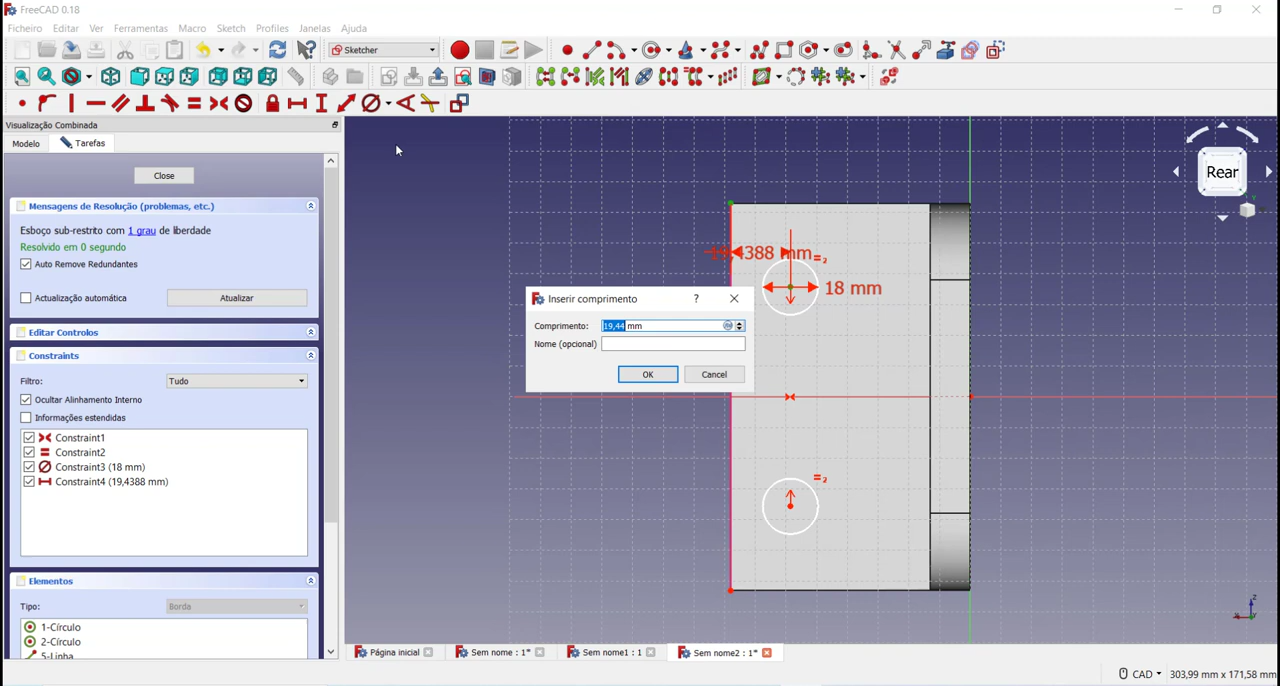 FreeCAD 0.18
Ficheiro Editar Ver Ferramentas Macro Sketch Profiles Janelas Ajuda
Sketcher
Visualização Combinada
Modelo Tarefas
Close
Mensagens de Resolução (problemas, etc.)
Esboço sub-restrito com 1 grau de liberdade
Resolvido em 0 segundo
Auto Remove Redundantes
Actualização automática Atualizar
Editar Controlos
Constraints
Filtro: Tudo
Ocultar Alinhamento Interno
Informações estendidas
Constraint1
Constraint2
Constraint3 (18 mm)
Constraint4 (19,4388 mm)
Elementos
Tipo: Borda
1-Círculo
2-Círculo
5-Linha
19,4388 mm
18 mm
Inserir comprimento ? ×
Comprimento: 19,44 mm
Nome (opcional)
OK Cancel
Rear
Página inicial Sem nome : 1* Sem nome1 : 1 Sem nome2 : 1*
CAD 303,99 mm x 171,58 mm